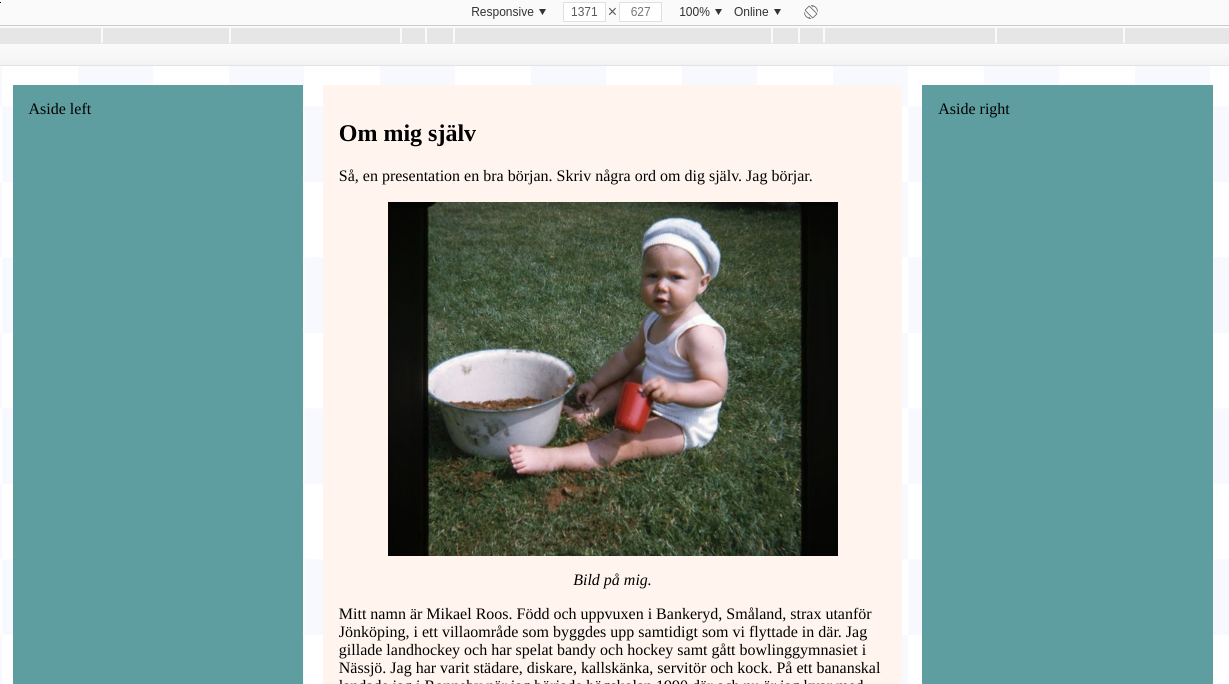 Responsive ▼ 1371 × 627 100% ▼ Online ▼
Aside left
Om mig själv
Så, en presentation en bra början. Skriv några ord om dig själv. Jag börjar.
Bild på mig.
Mitt namn är Mikael Roos. Född och uppvuxen i Bankeryd, Småland, strax utanför
Jönköping, i ett villaområde som byggdes upp samtidigt som vi flyttade in där. Jag
gillade landhockey och har spelat bandy och hockey samt gått bowlinggymnasiet i
Nässjö. Jag har varit städare, diskare, kallskänka, servitör och kock. På ett bananskal
Aside right